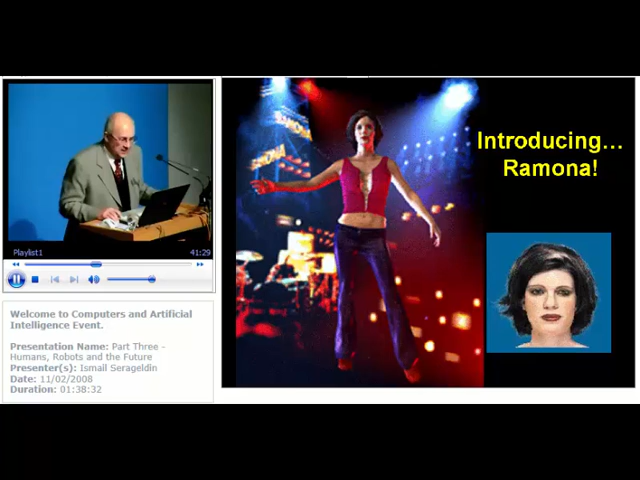 Playlist1 41:29
Welcome to Computers and Artificial
Intelligence Event.
Presentation Name: Part Three -
Humans, Robots and the Future
Presenter(s): Ismail Serageldin
Date: 11/02/2008
Duration: 01:38:32
RAMONA
Introducing...
Ramona!